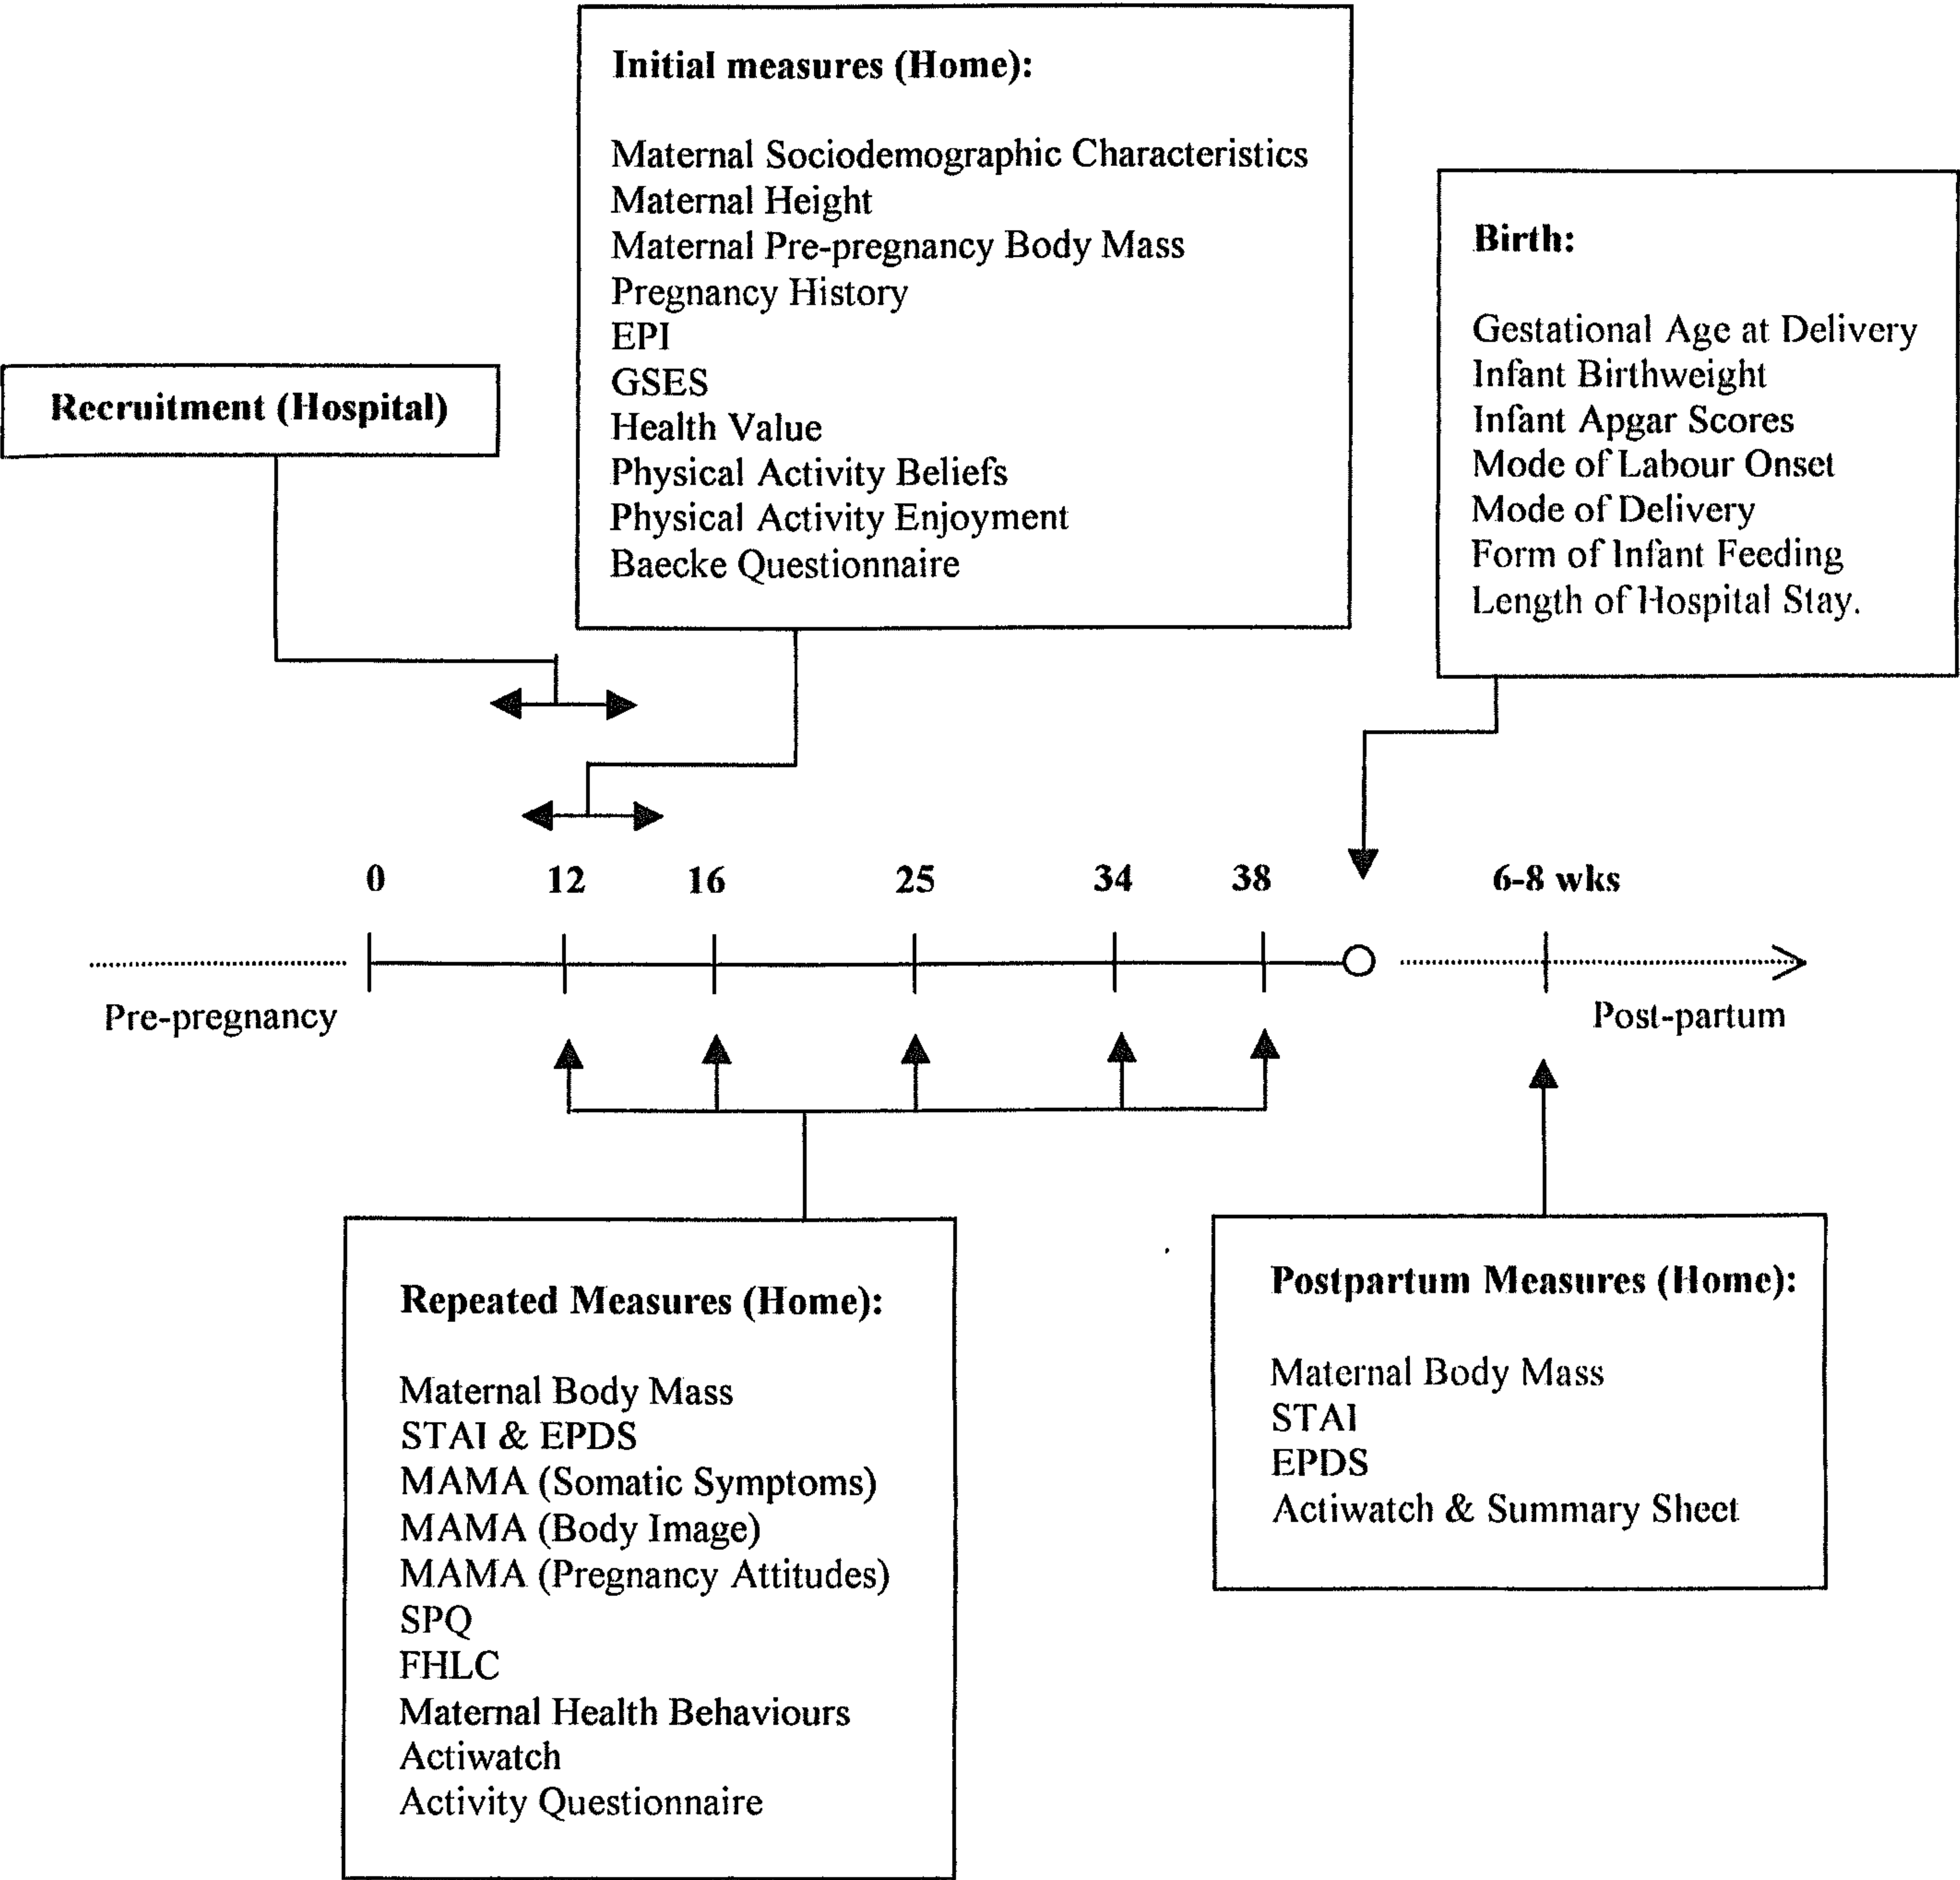 Initial measures (Home):
Maternal Sociodemographic Characteristics
Maternal Height
Maternal Pre-pregnancy Body Mass
Pregnancy History
EPI
GSES
Health Value
Physical Activity Beliefs
Physical Activity Enjoyment
Baecke Questionnaire
Birth:
Gestational Age at Delivery
Infant Birthweight
Infant Apgar Scores
Mode of Labour Onset
Mode of Delivery
Form of Infant Feeding
Length of Hospital Stay.
Recruitment (Hospital)
0 12 16 25 34 38 6-8 wks
Pre-pregnancy Post-partum
Repeated Measures (Home):
Maternal Body Mass
STAI & EPDS
MAMA (Somatic Symptoms)
MAMA (Body Image)
MAMA (Pregnancy Attitudes)
SPQ
FHLC
Maternal Health Behaviours
Actiwatch
Activity Questionnaire
Postpartum Measures (Home):
Maternal Body Mass
STAI
EPDS
Actiwatch & Summary Sheet